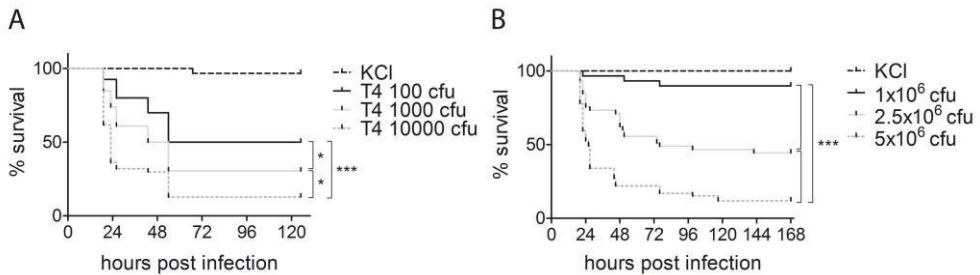 A
% survival
100
50
0
0 24 48 72 96 120
hours post infection
KCl
T4 100 cfu
T4 1000 cfu
T4 10000 cfu
*
*
***
B
% survival
100
50
0
0 24 48 72 96 120 144 168
hours post infection
KCl
1x10⁶ cfu
2.5x10⁶ cfu
5x10⁶ cfu
***